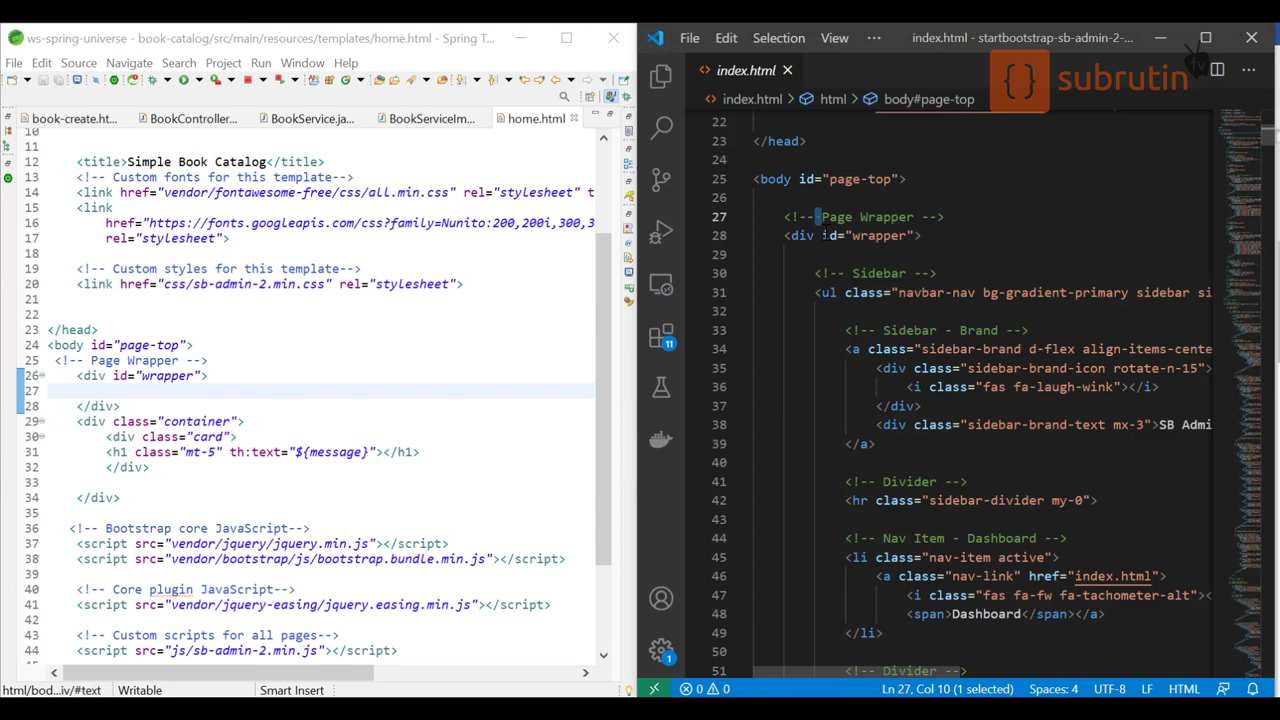 ws-spring-universe - book-catalog/src/main/resources/templates/home.html - Spring T...
File Edit Source Navigate Search Project Run Window Help
book-create.ht... BookController... BookService.ja... BookServiceIm... home.html
10
11
12 <title>Simple Book Catalog</title>
13 <!-- Custom fonts for this template-->
14 <link href="vendor/fontawesome-free/css/all.min.css" rel="stylesheet" t
15 <link
16 href="https://fonts.googleapis.com/css?family=Nunito:200,200i,300,3
17 rel="stylesheet">
18
19 <!-- Custom styles for this template-->
20 <link href="css/sb-admin-2.min.css" rel="stylesheet">
21
22
23 </head>
24 <body id="page-top">
25 <!-- Page Wrapper -->
26 <div id="wrapper">
27
28 </div>
29 <div class="container">
30 <div class="card">
31 <h1 class="mt-5" th:text="${message}"></h1>
32 </div>
33
34 </div>
35
36 <!-- Bootstrap core JavaScript-->
37 <script src="vendor/jquery/jquery.min.js"></script>
38 <script src="vendor/bootstrap/js/bootstrap.bundle.min.js"></script>
39
40 <!-- Core plugin JavaScript-->
41 <script src="vendor/jquery-easing/jquery.easing.min.js"></script>
42
43 <!-- Custom scripts for all pages-->
44 <script src="js/sb-admin-2.min.js"></script>
html/bod...iv/#text Writable Smart Insert
File Edit Selection View ··· index.html - startbootstrap-sb-admin-2-...
index.html
{} subrutin tv
index.html > html > body#page-top
22
23 </head>
24
25 <body id="page-top">
26
27 <!-- Page Wrapper -->
28 <div id="wrapper">
29
30 <!-- Sidebar -->
31 <ul class="navbar-nav bg-gradient-primary sidebar si
32
33 <!-- Sidebar - Brand -->
34 <a class="sidebar-brand d-flex align-items-cente
35 <div class="sidebar-brand-icon rotate-n-15">
36 <i class="fas fa-laugh-wink"></i>
37 </div>
38 <div class="sidebar-brand-text mx-3">SB Admi
39 </a>
40
41 <!-- Divider -->
42 <hr class="sidebar-divider my-0">
43
44 <!-- Nav Item - Dashboard -->
45 <li class="nav-item active">
46 <a class="nav-link" href="index.html">
47 <i class="fas fa-fw fa-tachometer-alt"><
48 <span>Dashboard</span></a>
49 </li>
50
51 <!-- Divider -->
11
1
0 0 Ln 27, Col 10 (1 selected) Spaces: 4 UTF-8 LF HTML